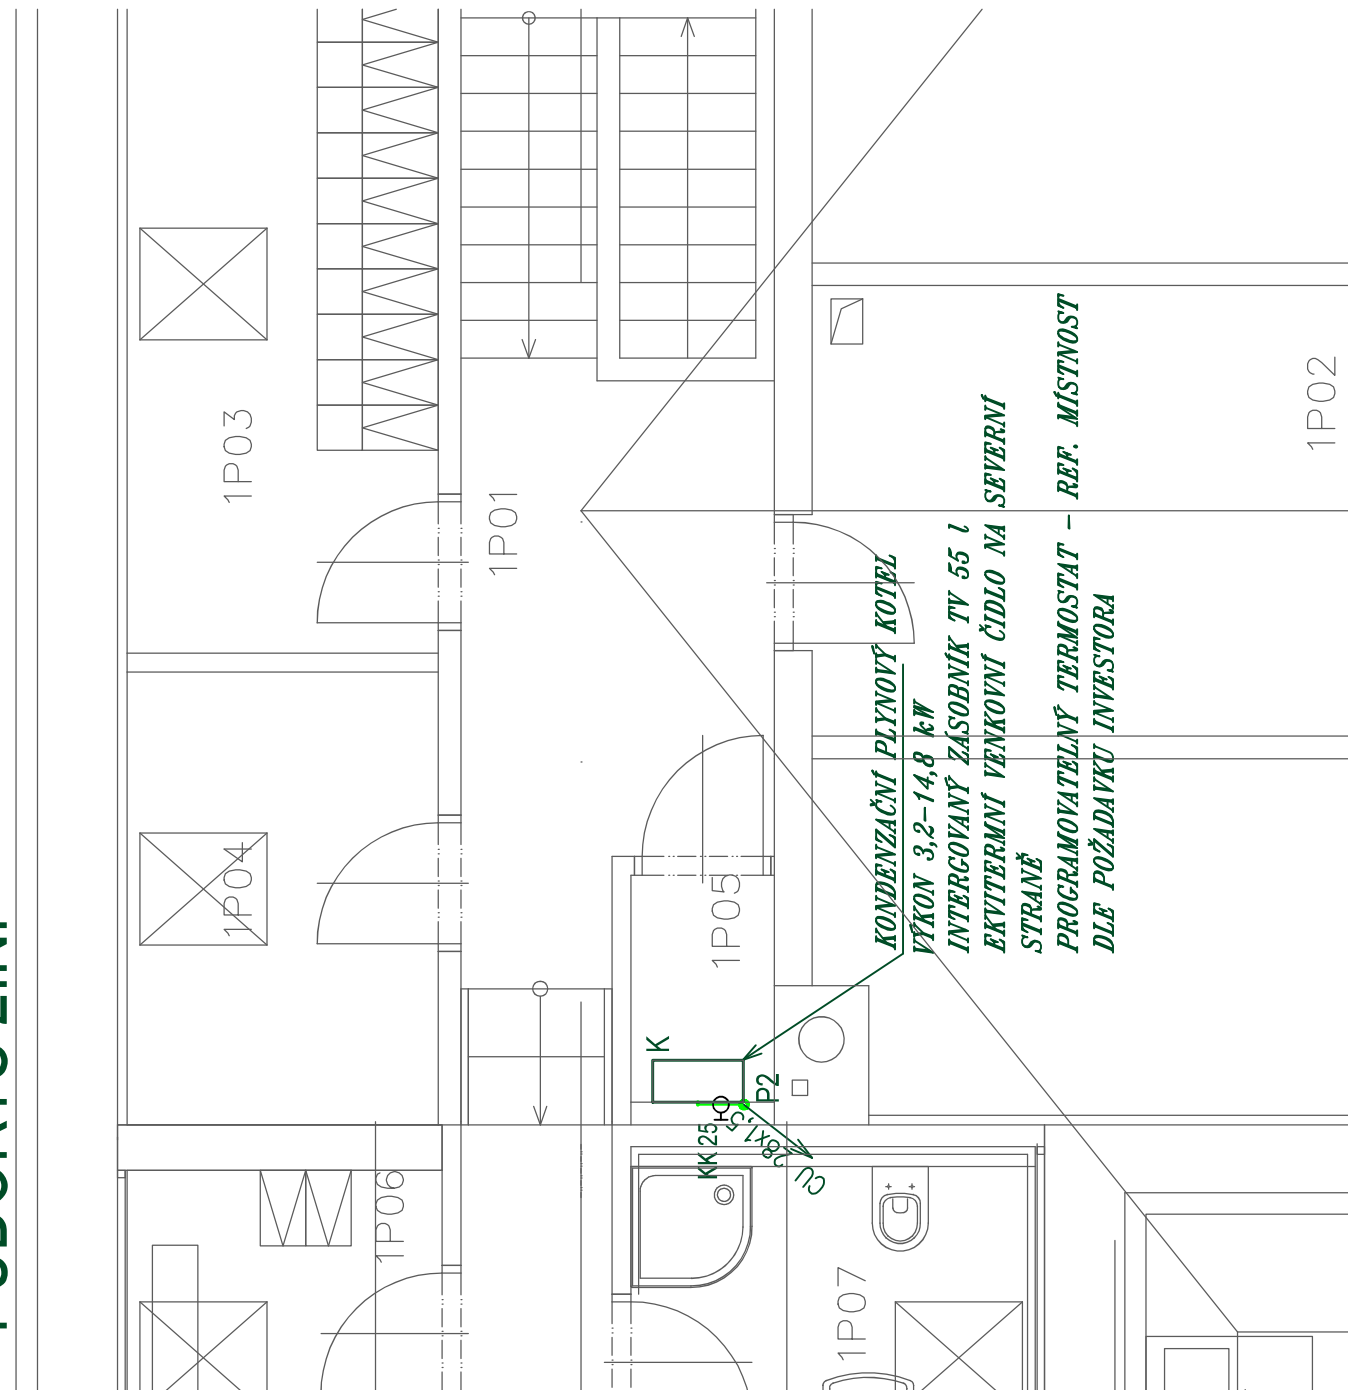 1P03
1P01
1P02
1P04
1P05
1P06
1P07
KONDENZAČNÍ PLYNOVÝ KOTEL
VÝKON 3,2-14,8 kW
INTERGOVANÝ ZÁSOBNÍK TV 55 l
EKVITERMNÍ VENKOVNÍ ČIDLO NA SEVERNÍ
STRANĚ
PROGRAMOVATELNÝ TERMOSTAT - REF. MÍSTNOST
DLE POŽADAVKU INVESTORA
K
P2
KK 25
CU 28x1,5